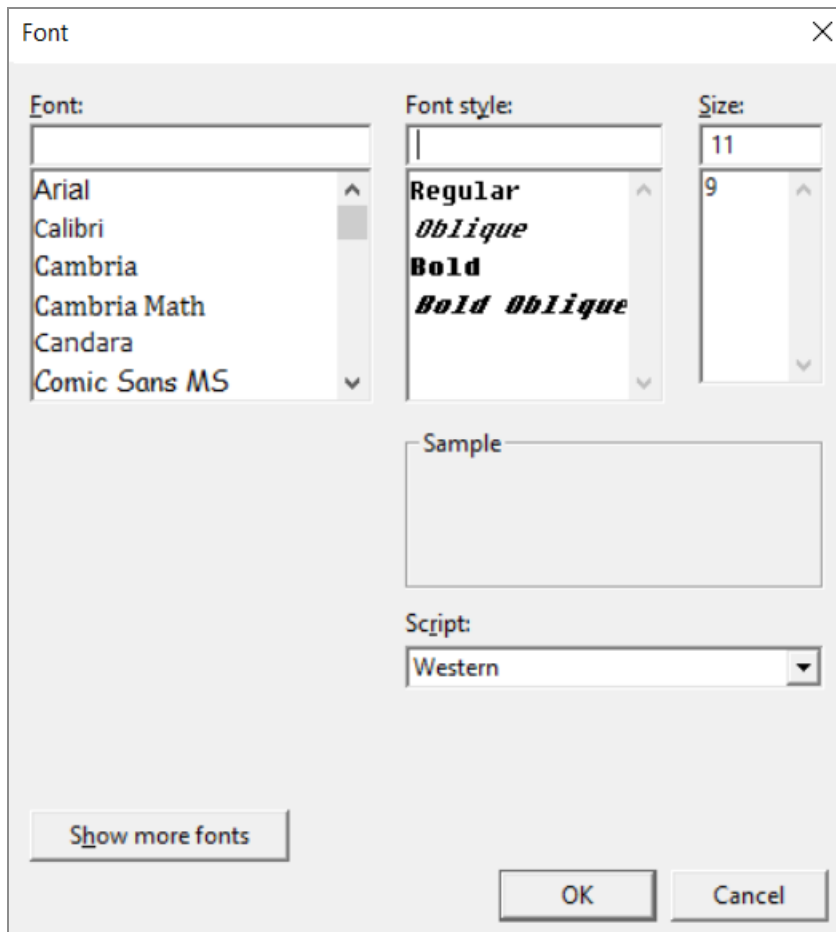 Font
Font:
Font style:
Size:
11
Arial
Calibri
Cambria
Cambria Math
Candara
Comic Sans MS
Regular
Oblique
Bold
Bold Oblique
9
Sample
Script:
Western
Show more fonts
OK
Cancel